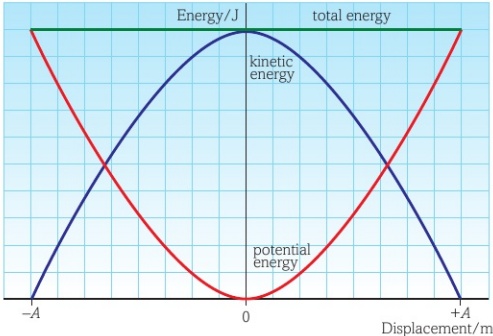 Energy/J
total energy
kinetic
energy
potential
energy
–A
0
+A
Displacement/m